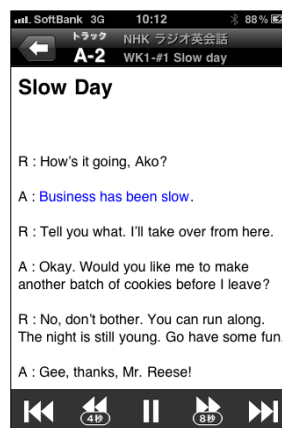 SoftBank 3G 10:12 88%
トラック NHK ラジオ英会話
A-2 WK1-#1 Slow day
Slow Day
R : How's it going, Ako?
A : Business has been slow.
R : Tell you what. I'll take over from here.
A : Okay. Would you like me to make
another batch of cookies before I leave?
R : No, don't bother. You can run along.
The night is still young. Go have some fun.
A : Gee, thanks, Mr. Reese!
4秒 8秒